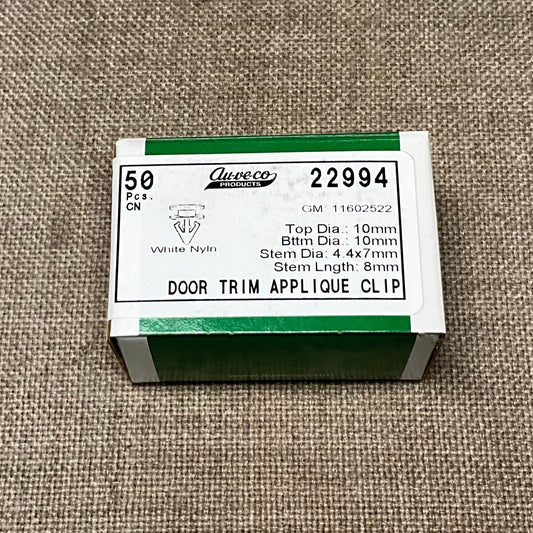 50
Pcs.
CN
Au-ve-co
PRODUCTS
22994
GM: 11602522
White Nyln
Top Dia.: 10mm
Bttm Dia.: 10mm
Stem Dia: 4.4x7mm
Stem Lngth: 8mm
DOOR TRIM APPLIQUE CLIP